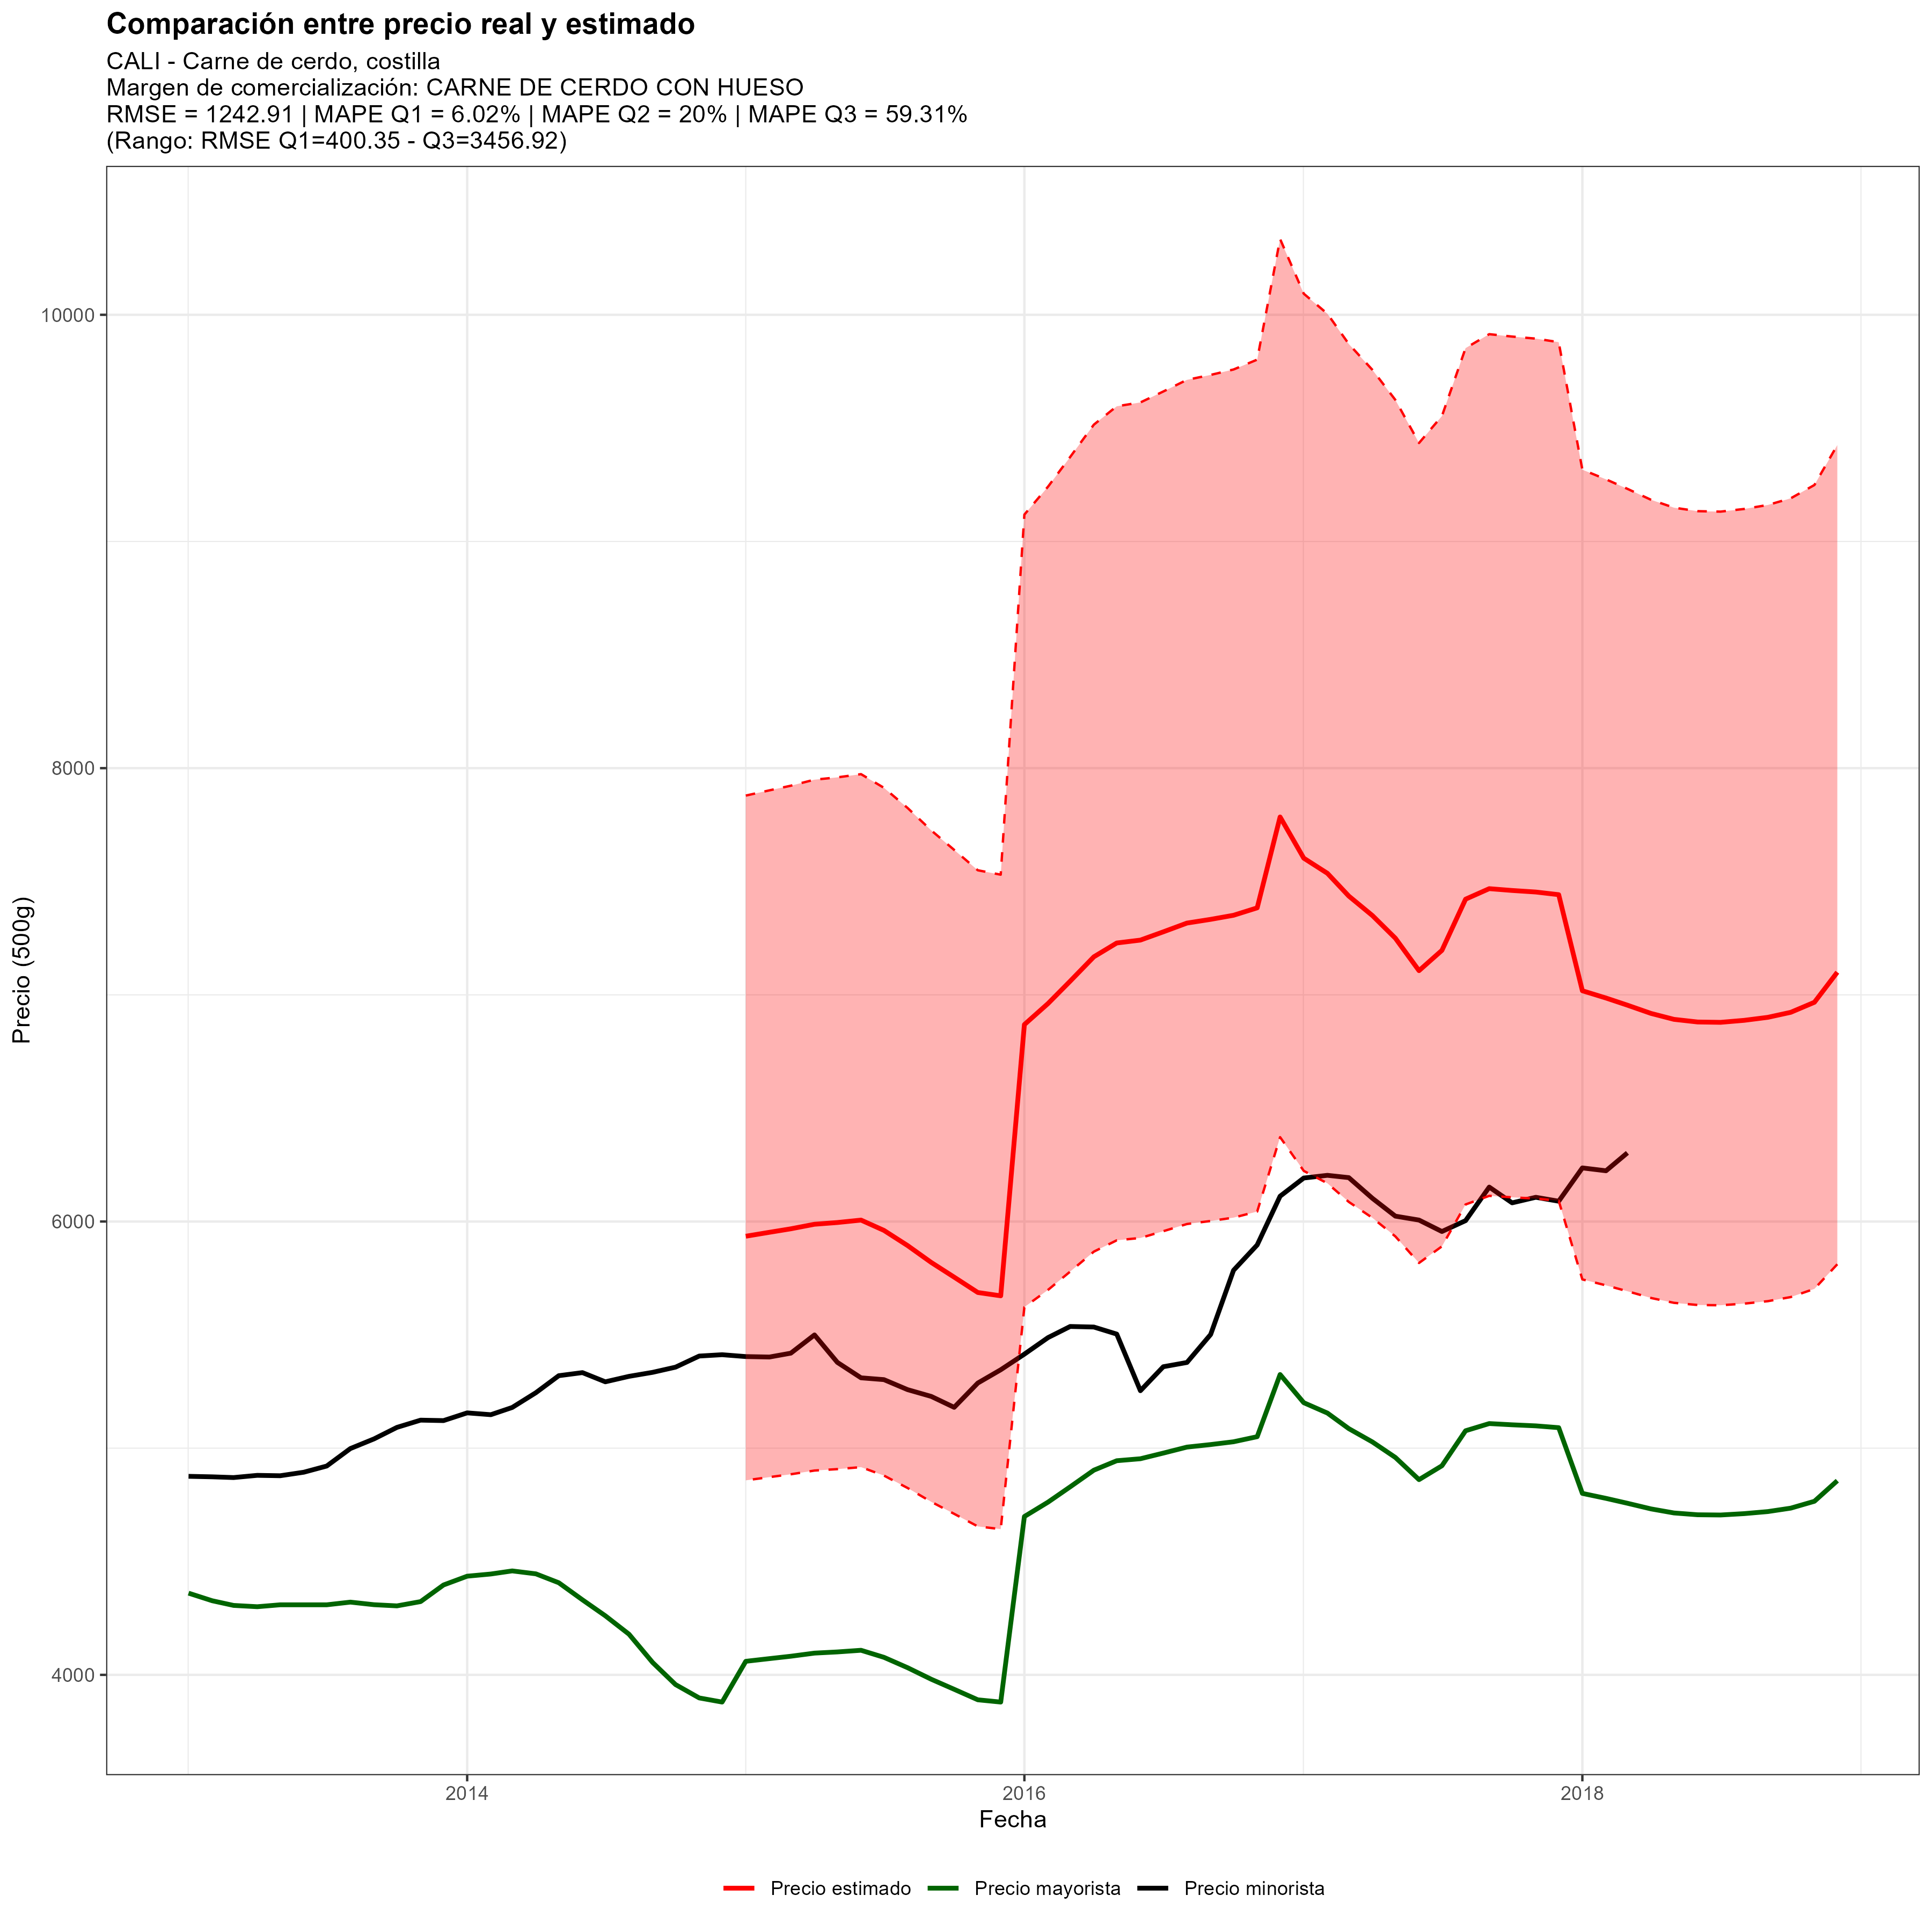 Comparación entre precio real y estimado
CALI - Carne de cerdo, costilla
Margen de comercialización: CARNE DE CERDO CON HUESO
RMSE = 1242.91 | MAPE Q1 = 6.02% | MAPE Q2 = 20% | MAPE Q3 = 59.31%
(Rango: RMSE Q1=400.35 - Q3=3456.92)
Precio (500g)
10000
8000
6000
4000
2014
2016
2018
Fecha
Precio estimado
Precio mayorista
Precio minorista